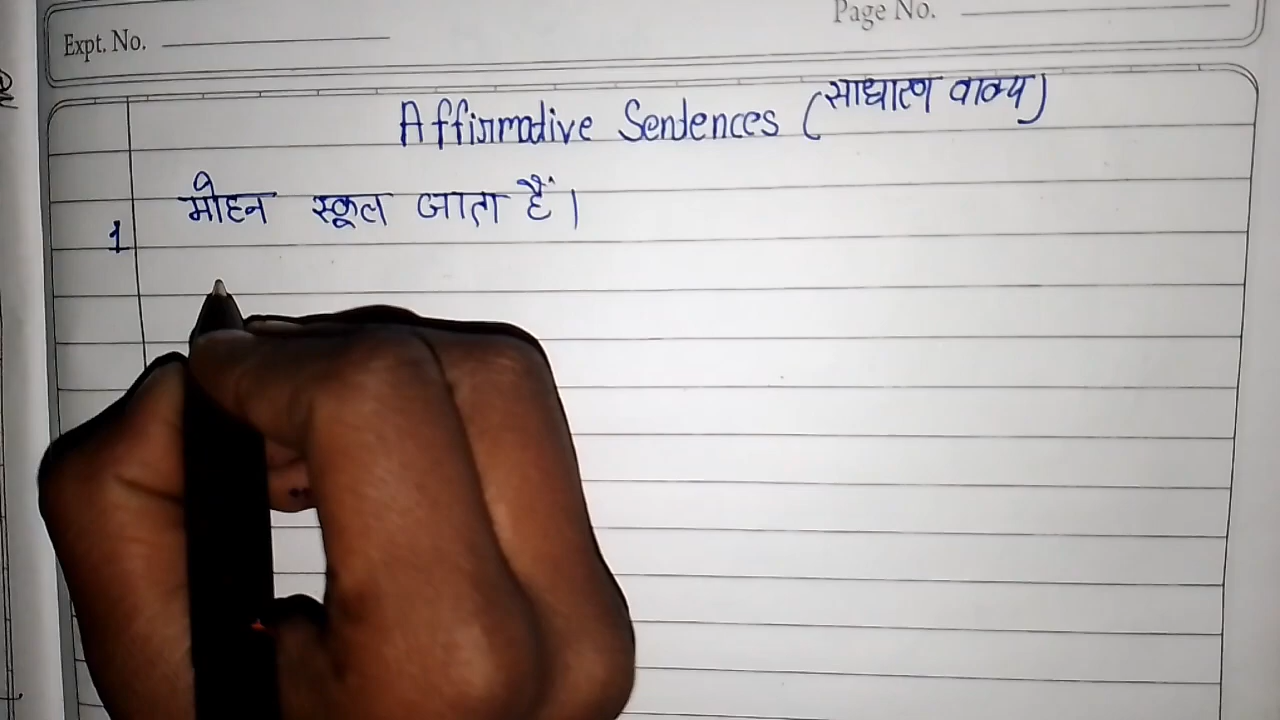 Page No.
Expt. No.
Affirmative Sentences (साधारण वाक्य)
1 मोहन स्कूल जाता हैं।